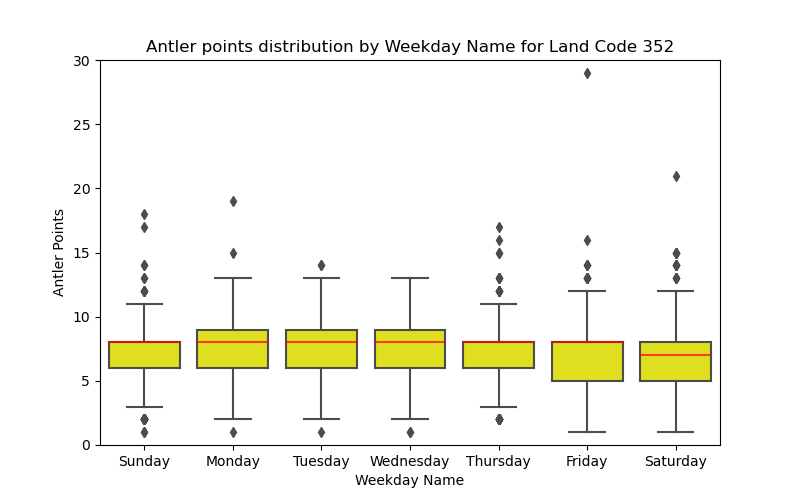 Antler points distribution by Weekday Name for Land Code 352
30
25
20
15
10
5
0
Antler Points
Sunday Monday Tuesday Wednesday Thursday Friday Saturday
Weekday Name